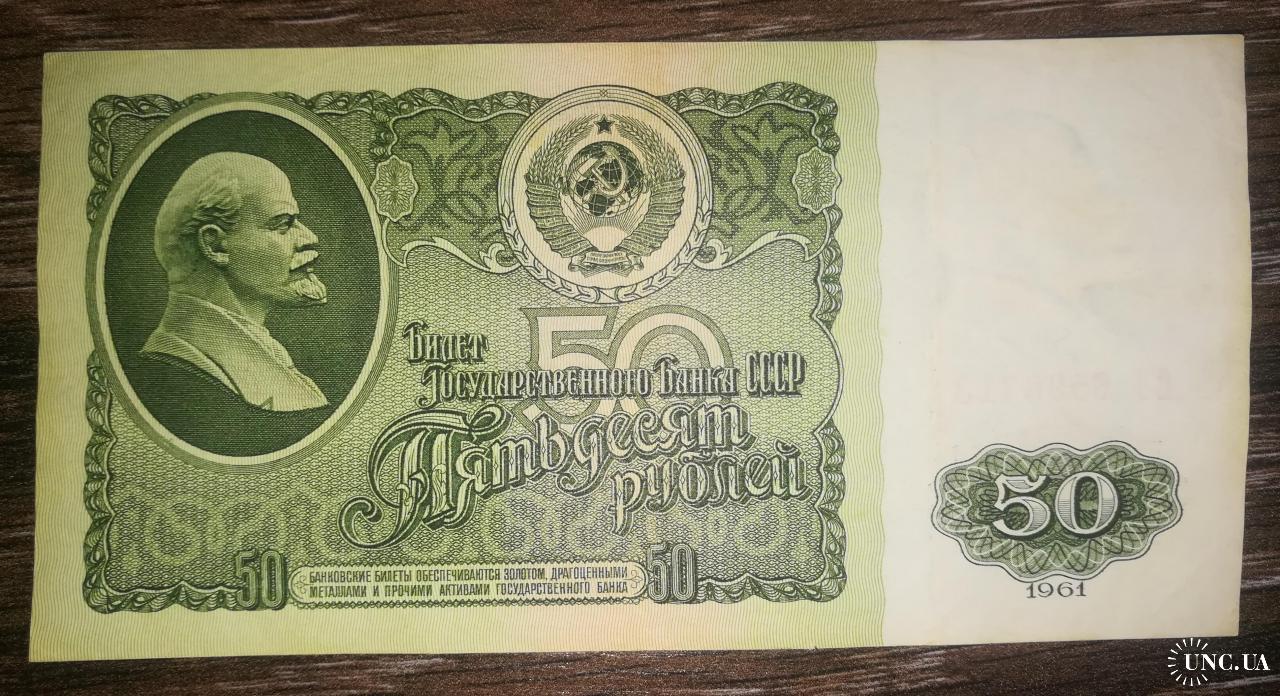 Билет
Государственного Банка СССР
Пятьдесят
рублей
50
50
БАНКОВСКИЕ БИЛЕТЫ ОБЕСПЕЧИВАЮТСЯ ЗОЛОТОМ, ДРАГОЦЕННЫМИ
МЕТАЛЛАМИ И ПРОЧИМИ АКТИВАМИ ГОСУДАРСТВЕННОГО БАНКА
50
50
1961
UNC.UA